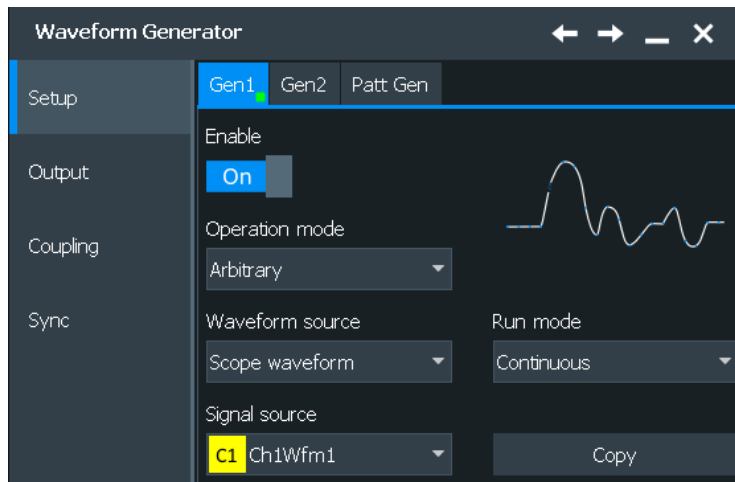 Waveform Generator
Setup
Output
Coupling
Sync
Gen1 Gen2 Patt Gen
Enable
On
Operation mode
Arbitrary
Waveform source
Scope waveform
Run mode
Continuous
Signal source
C1 Ch1Wfm1
Copy